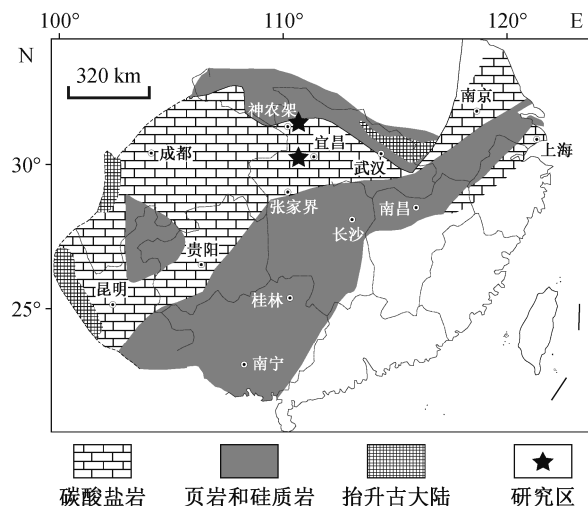 100° 110° 120° E
N
320 km
神农架 南京
30° 成都 宜昌 武汉 上海
张家界 南昌
贵阳 长沙
昆明
25° 桂林
南宁
碳酸盐岩 页岩和硅质岩 抬升古大陆 研究区